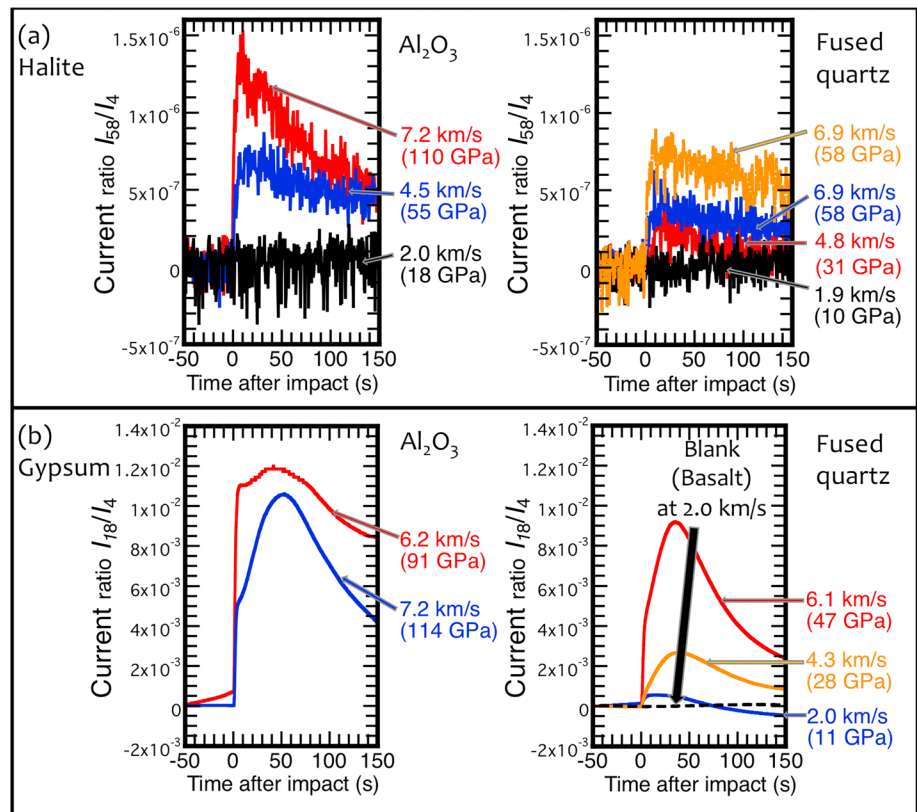 (a)
Halite
Al₂O₃
Current ratio I₅₈/I₄
1.5x10⁻⁶
1x10⁻⁶
5x10⁻⁷
0
-5x10⁻⁷
-50 0 50 100 150
Time after impact (s)
7.2 km/s
(110 GPa)
4.5 km/s
(55 GPa)
2.0 km/s
(18 GPa)
Fused
quartz
Current ratio I₅₈/I₄
1.5x10⁻⁶
1x10⁻⁶
5x10⁻⁷
0
-5x10⁻⁷
-50 0 50 100 150
Time after impact (s)
6.9 km/s
(58 GPa)
6.9 km/s
(58 GPa)
4.8 km/s
(31 GPa)
1.9 km/s
(10 GPa)
(b)
Gypsum
Al₂O₃
Current ratio I₁₈/I₄
1.4x10⁻²
1.2x10⁻²
1x10⁻²
8x10⁻³
6x10⁻³
4x10⁻³
2x10⁻³
0
-2x10⁻³
-50 0 50 100 150
Time after impact (s)
6.2 km/s
(91 GPa)
7.2 km/s
(114 GPa)
Fused
quartz
Blank
(Basalt)
at 2.0 km/s
Current ratio I₁₈/I₄
1.4x10⁻²
1.2x10⁻²
1x10⁻²
8x10⁻³
6x10⁻³
4x10⁻³
2x10⁻³
0
-2x10⁻³
-50 0 50 100 150
Time after impact (s)
6.1 km/s
(47 GPa)
4.3 km/s
(28 GPa)
2.0 km/s
(11 GPa)